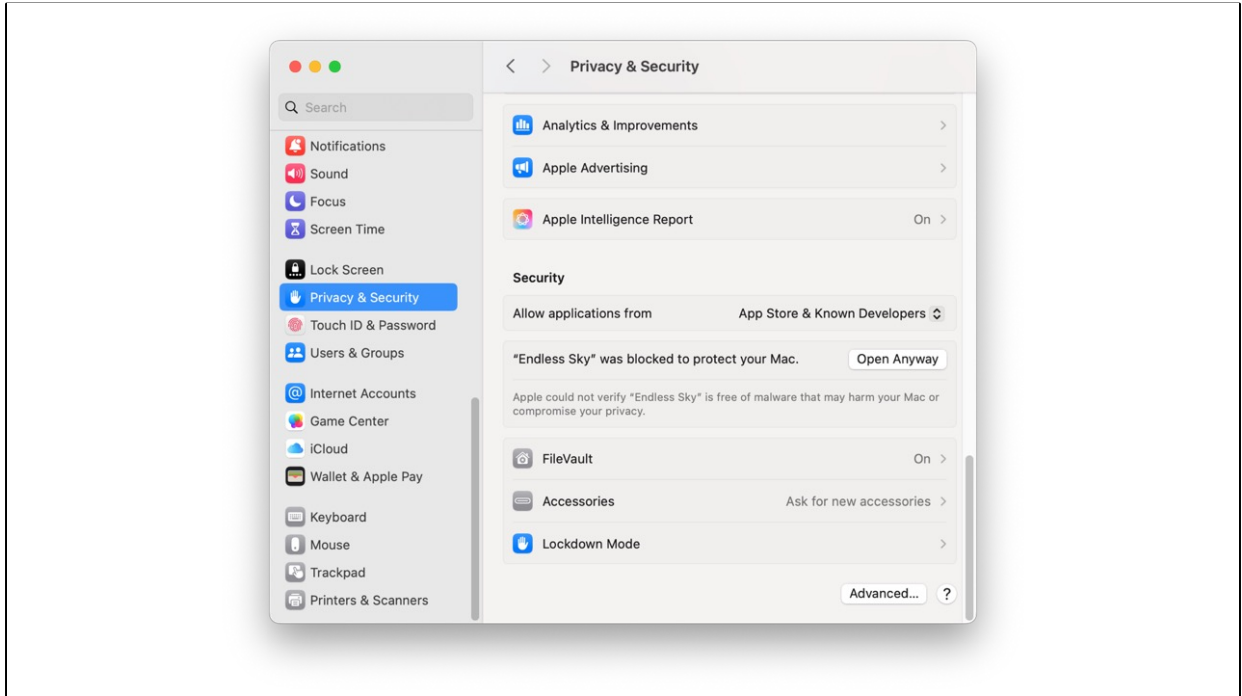 Privacy & Security
Search
Notifications
Sound
Focus
Screen Time
Lock Screen
Privacy & Security
Touch ID & Password
Users & Groups
Internet Accounts
Game Center
iCloud
Wallet & Apple Pay
Keyboard
Mouse
Trackpad
Printers & Scanners
Analytics & Improvements
Apple Advertising
Apple Intelligence Report On
Security
Allow applications from App Store & Known Developers
“Endless Sky” was blocked to protect your Mac. Open Anyway
Apple could not verify “Endless Sky” is free of malware that may harm your Mac or
compromise your privacy.
FileVault On
Accessories Ask for new accessories
Lockdown Mode
Advanced... ?